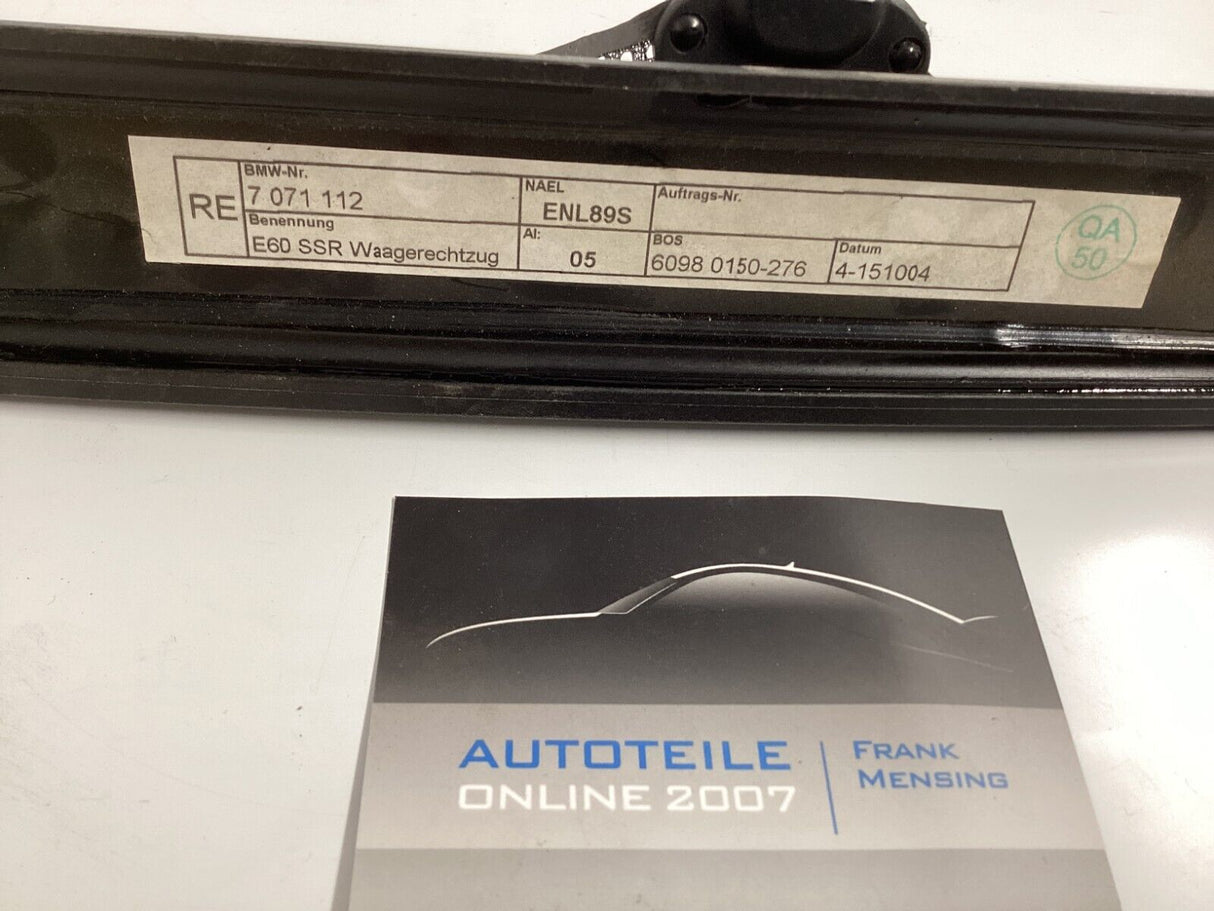 RE
BMW-Nr.
7 071 112
Benennung
E60 SSR Waagerechtzug
NAEL
ENL89S
AI:
05
Auftrags-Nr.
BOS
6098 0150-276
Datum
4-151004
QA
50
AUTOTEILE
ONLINE 2007
FRANK
MENSING